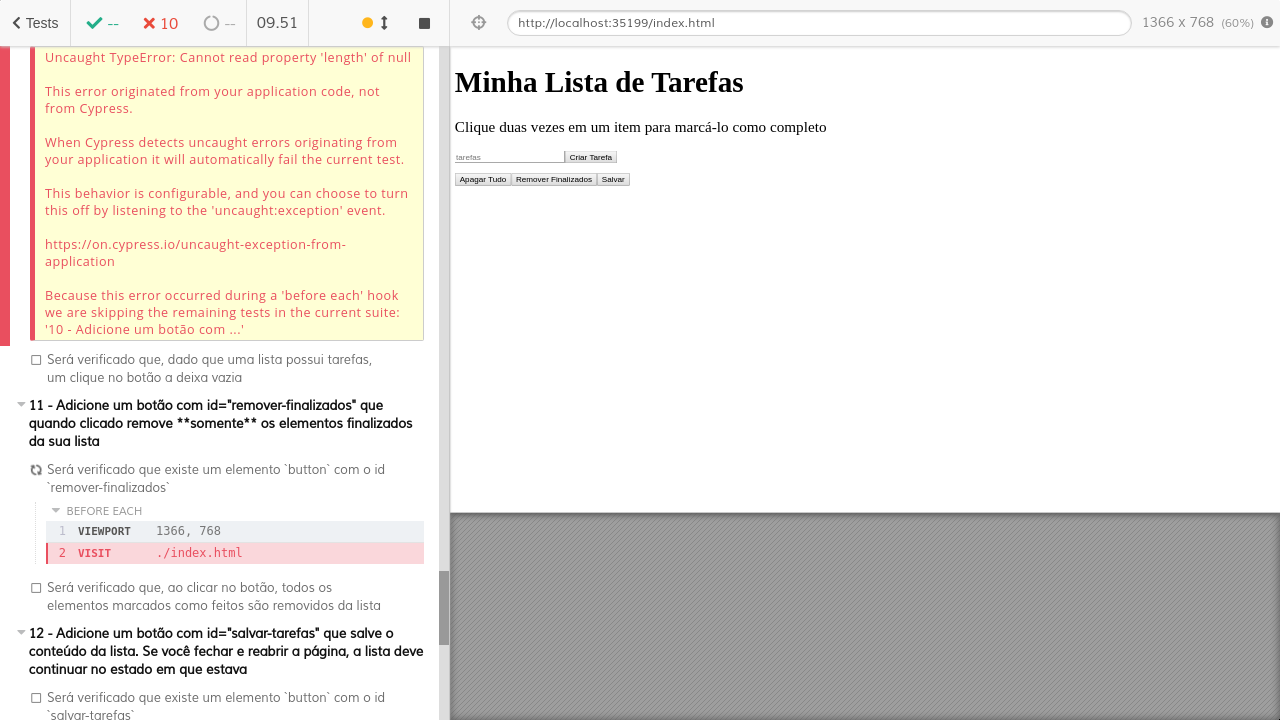 Tests
--
10
--
09.51
http://localhost:35199/index.html
1366 x 768 (60%)
Uncaught TypeError: Cannot read property 'length' of null
This error originated from your application code, not
from Cypress.
When Cypress detects uncaught errors originating from
your application it will automatically fail the current test.
This behavior is configurable, and you can choose to turn
this off by listening to the 'uncaught:exception' event.
https://on.cypress.io/uncaught-exception-from-
application
Because this error occurred during a 'before each' hook
we are skipping the remaining tests in the current suite:
'10 - Adicione um botão com ...'
Será verificado que, dado que uma lista possui tarefas,
um clique no botão a deixa vazia
11 - Adicione um botão com id="remover-finalizados" que
quando clicado remove **somente** os elementos finalizados
da sua lista
Será verificado que existe um elemento `button` com o id
`remover-finalizados`
BEFORE EACH
1 VIEWPORT 1366, 768
2 VISIT ./index.html
Será verificado que, ao clicar no botão, todos os
elementos marcados como feitos são removidos da lista
12 - Adicione um botão com id="salvar-tarefas" que salve o
conteúdo da lista. Se você fechar e reabrir a página, a lista deve
continuar no estado em que estava
Será verificado que existe um elemento `button` com o id
`salvar-tarefas`
Minha Lista de Tarefas
Clique duas vezes em um item para marcá-lo como completo
tarefas
Criar Tarefa
Apagar Tudo
Remover Finalizados
Salvar